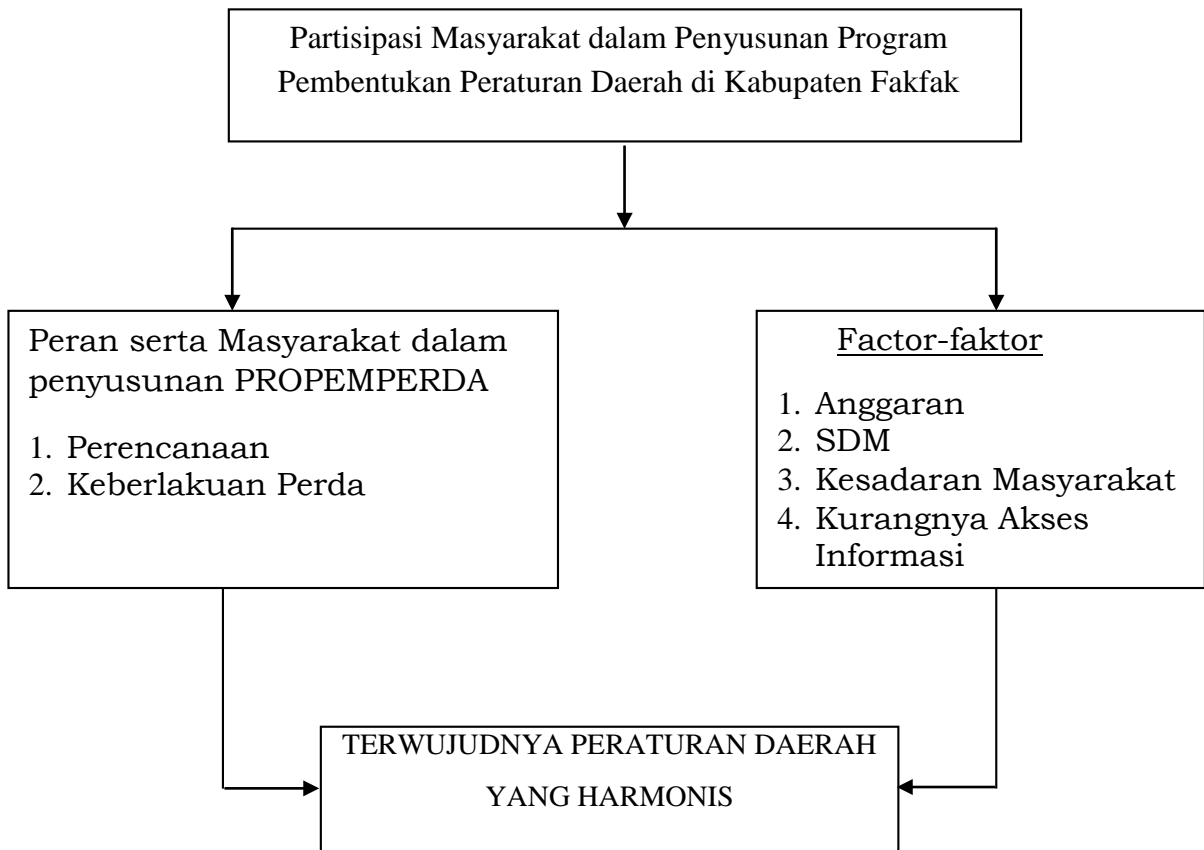 Partisipasi Masyarakat dalam Penyusunan Program
Pembentukan Peraturan Daerah di Kabupaten Fakfak
Peran serta Masyarakat dalam
penyusunan PROPEMPERDA
1. Perencanaan
2. Keberlakuan Perda
Factor-faktor
1. Anggaran
2. SDM
3. Kesadaran Masyarakat
4. Kurangnya Akses
Informasi
TERWUJUDNYA PERATURAN DAERAH
YANG HARMONIS